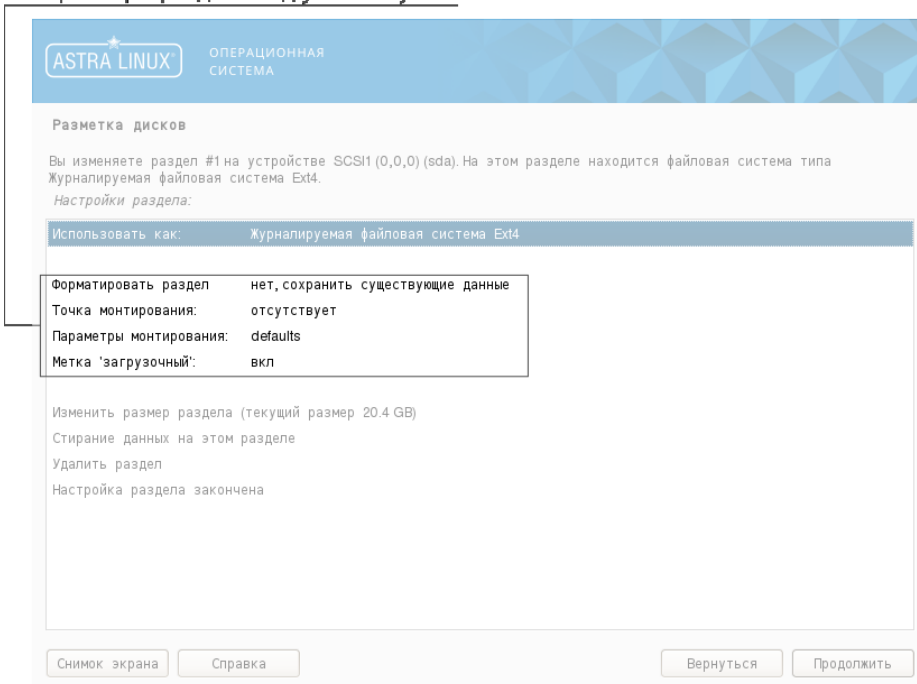 ASTRA LINUX®
ОПЕРАЦИОННАЯ
СИСТЕМА
Разметка дисков
Вы изменяете раздел #1 на устройстве SCSI1 (0,0,0) (sda). На этом разделе находится файловая система типа
Журналируемая файловая система Ext4.
Настройки раздела:
Использовать как: Журналируемая файловая система Ext4
Форматировать раздел нет, сохранить существующие данные
Точка монтирования: отсутствует
Параметры монтирования: defaults
Метка 'загрузочный': вкл
Изменить размер раздела (текущий размер 20.4 GB)
Стирание данных на этом разделе
Удалить раздел
Настройка раздела закончена
Снимок экрана Справка Вернуться Продолжить